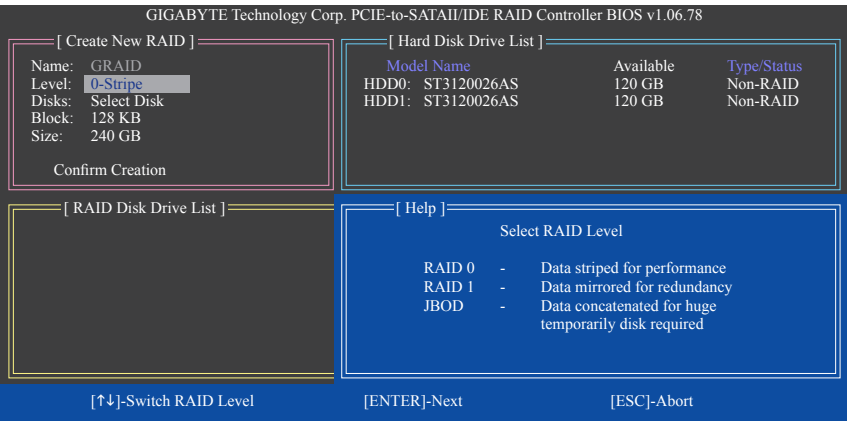 GIGABYTE Technology Corp. PCIE-to-SATAII/IDE RAID Controller BIOS v1.06.78
[ Create New RAID ]
Name: GRAID
Level: 0-Stripe
Disks: Select Disk
Block: 128 KB
Size: 240 GB
Confirm Creation
[ Hard Disk Drive List ]
Model Name Available Type/Status
HDD0: ST3120026AS 120 GB Non-RAID
HDD1: ST3120026AS 120 GB Non-RAID
[ RAID Disk Drive List ]
[ Help ]
Select RAID Level
RAID 0 - Data striped for performance
RAID 1 - Data mirrored for redundancy
JBOD - Data concatenated for huge
temporarily disk required
[↑↓]-Switch RAID Level [ENTER]-Next [ESC]-Abort